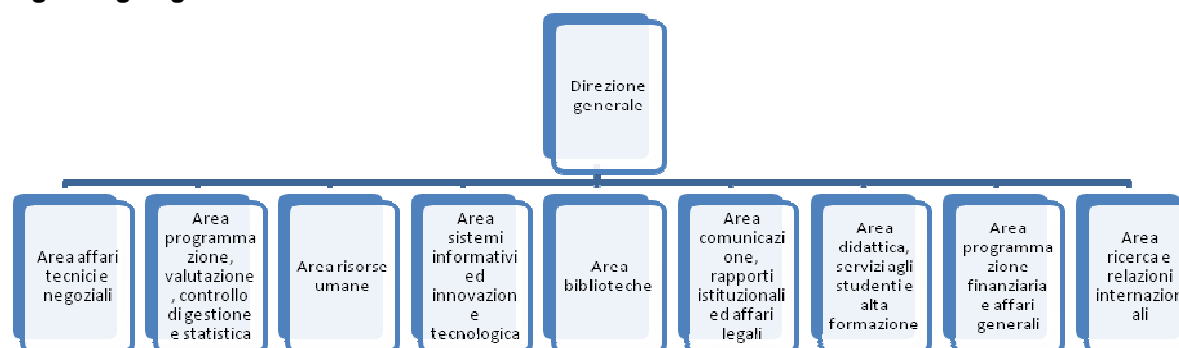 Direzione
generale
Area affari
tecnici e
negoziali
Area
programma
zione,
valutazione
, controllo
di gestione
e statistica
Area risorse
umane
Area
sistemi
informativi
ed
innovazion
e
tecnologica
Area
biblioteche
Area
comunicazi
one,
rapporti
istituzionali
ed affari
legali
Area
didattica,
servizi agli
studenti e
alta
formazione
Area
programma
zione
finanziaria
e affari
generali
Area
ricerca e
relazioni
internazion
ali